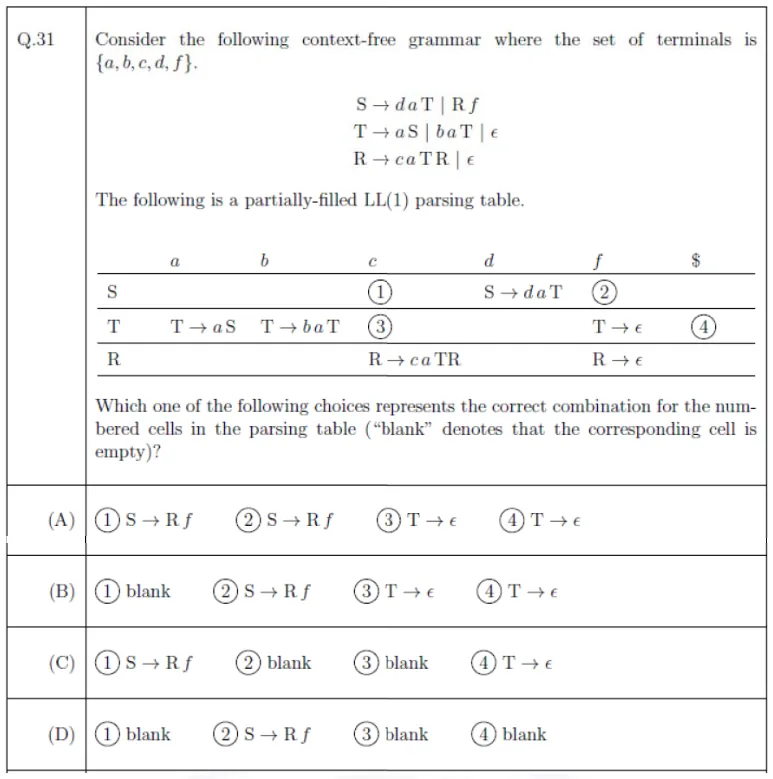 Q.31 Consider the following context-free grammar where the set of terminals is
{a, b, c, d, f}.
S → d a T | R f
T → a S | b a T | ϵ
R → c a T R | ϵ
The following is a partially-filled LL(1) parsing table.
a b c d f $
S ① S → d a T ②
T T → a S T → b a T ③ T → ϵ ④
R R → c a T R R → ϵ
Which one of the following choices represents the correct combination for the num-
bered cells in the parsing table (“blank” denotes that the corresponding cell is
empty)?
(A) ① S → R f ② S → R f ③ T → ϵ ④ T → ϵ
(B) ① blank ② S → R f ③ T → ϵ ④ T → ϵ
(C) ① S → R f ② blank ③ blank ④ T → ϵ
(D) ① blank ② S → R f ③ blank ④ blank